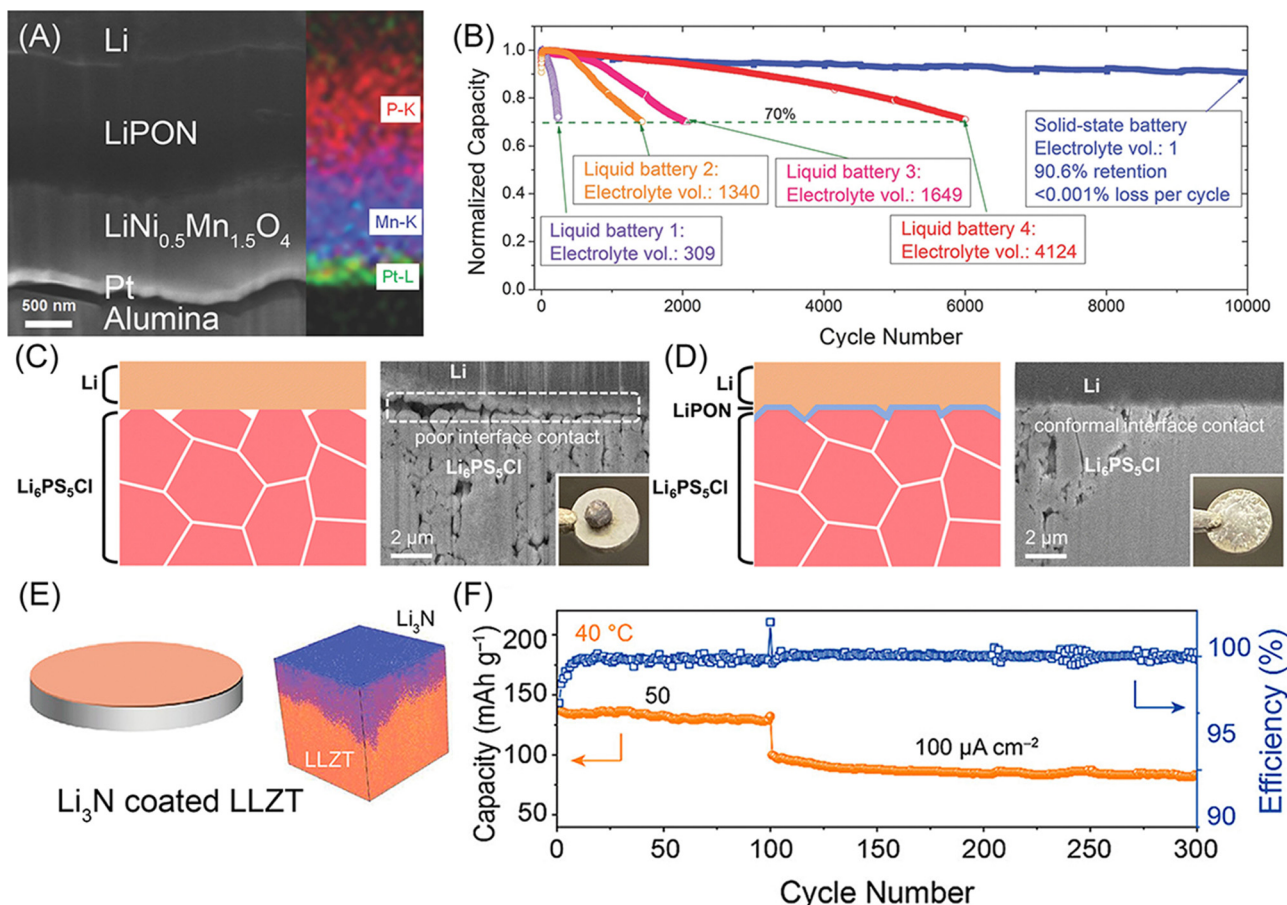 (A)
Li
LiPON
LiNi₀.₅Mn₁.₅O₄
Pt
Alumina
500 nm
P-K
Mn-K
Pt-L
(B)
Normalized Capacity
1.0
0.8
0.6
0.4
0.2
0.0
70%
Liquid battery 2:
Electrolyte vol.: 1340
Liquid battery 3:
Electrolyte vol.: 1649
Solid-state battery
Electrolyte vol.: 1
90.6% retention
<0.001% loss per cycle
Liquid battery 1:
Electrolyte vol.: 309
Liquid battery 4:
Electrolyte vol.: 4124
0 2000 4000 6000 8000 10000
Cycle Number
(C)
Li
Li₆PS₅Cl
Li
poor interface contact
Li₆PS₅Cl
2 μm
(D)
Li
LiPON
Li₆PS₅Cl
Li
conformal interface contact
Li₆PS₅Cl
2 μm
(E)
Li₃N
LLZT
Li₃N coated LLZT
(F)
Capacity (mAh g⁻¹)
200
150
100
50
40 °C
50
100 μA cm⁻²
100
95
90
Efficiency (%)
0 50 100 150 200 250 300
Cycle Number